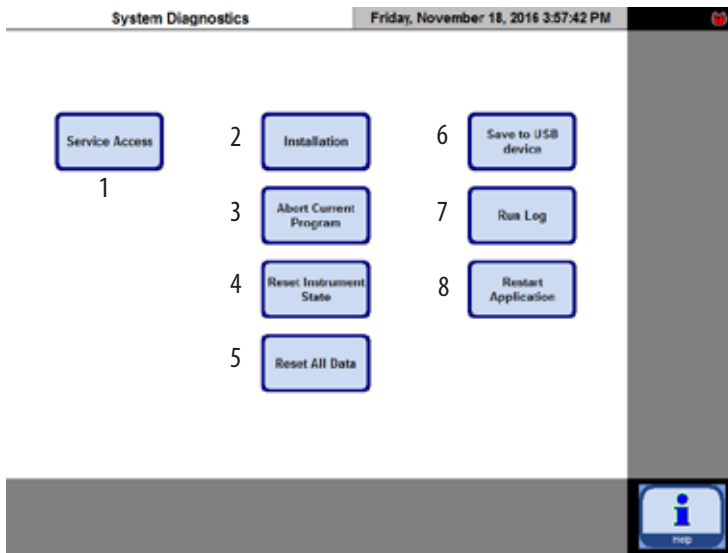 System Diagnostics
Friday, November 18, 2016 3:57:42 PM
Service Access
1
2
Installation
3
Abort Current
Program
4
Reset Instrument
State
5
Reset All Data
6
Save to USB
device
7
Run Log
8
Restart
Application
Help